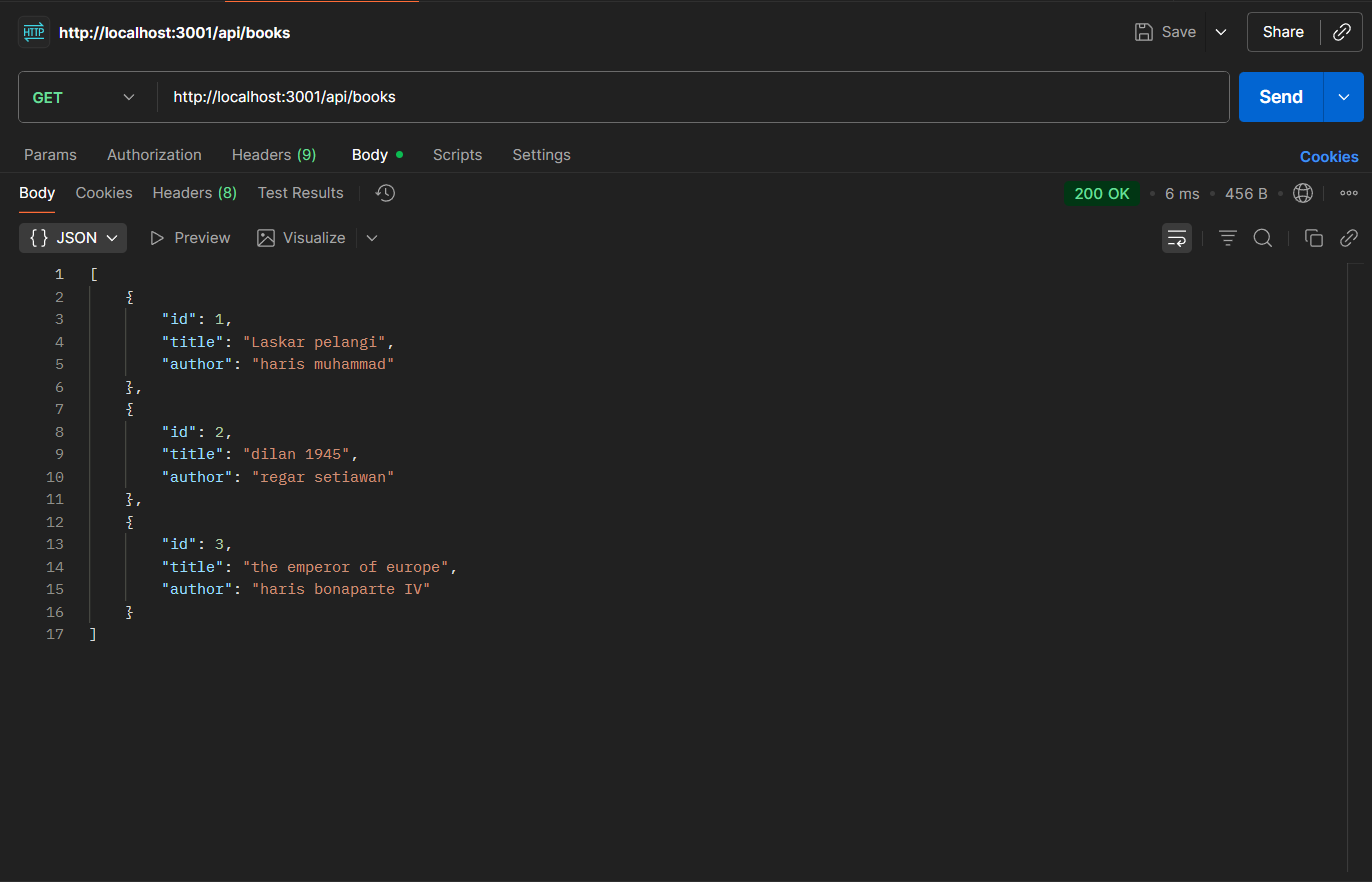 HTTP http://localhost:3001/api/books Save Share
GET http://localhost:3001/api/books Send
Params Authorization Headers (9) Body Scripts Settings Cookies
Body Cookies Headers (8) Test Results 200 OK • 6 ms • 456 B •
{} JSON Preview Visualize
1 [
2 {
3 "id": 1,
4 "title": "Laskar pelangi",
5 "author": "haris muhammad"
6 },
7 {
8 "id": 2,
9 "title": "dilan 1945",
10 "author": "regar setiawan"
11 },
12 {
13 "id": 3,
14 "title": "the emperor of europe",
15 "author": "haris bonaparte IV"
16 }
17 ]